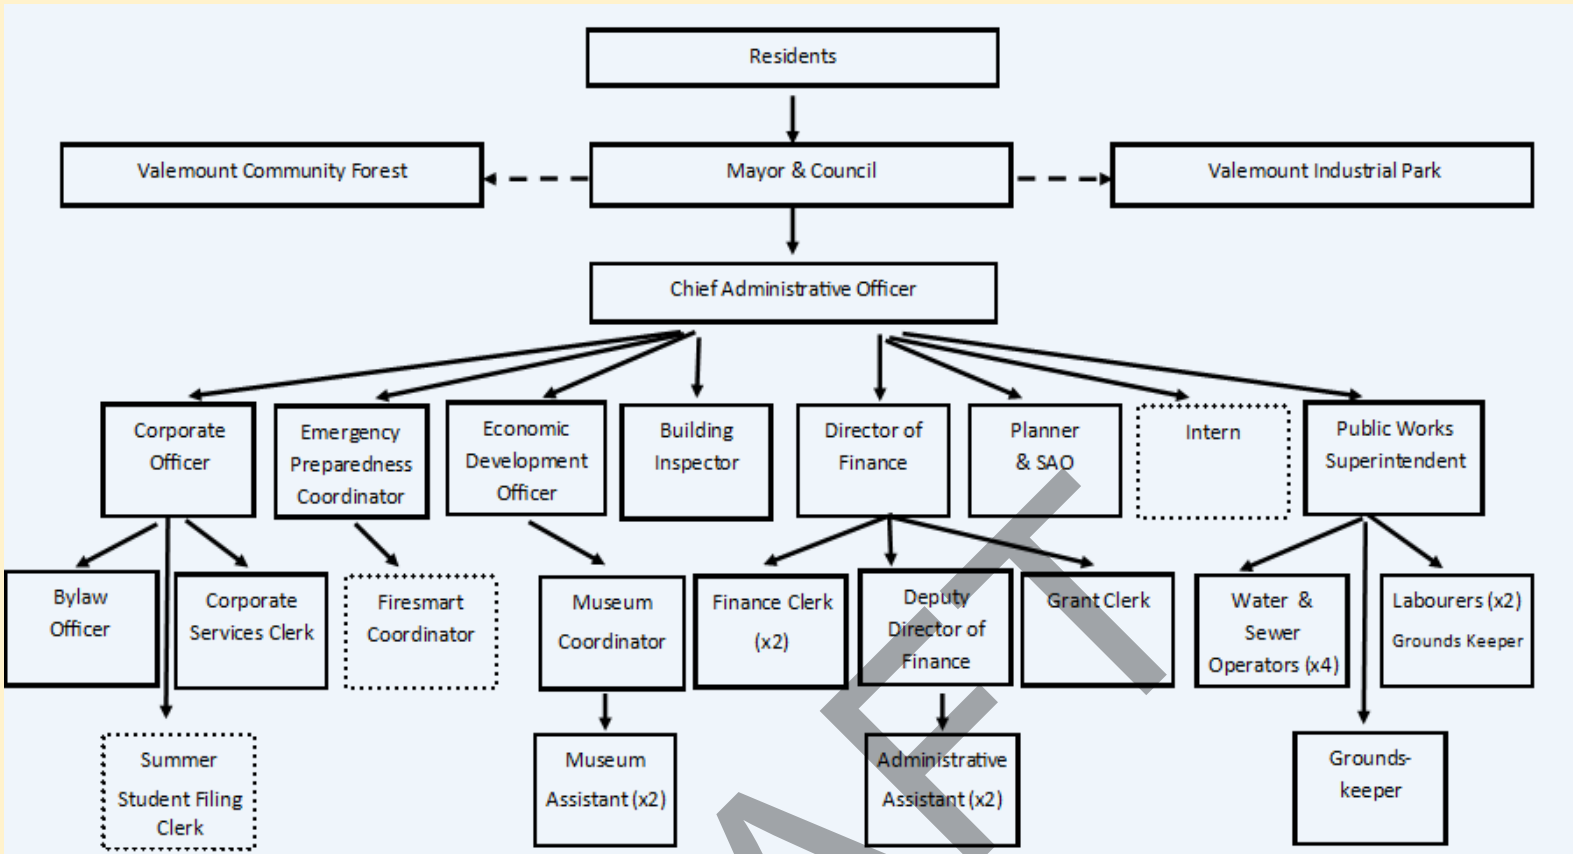 Residents
Valemount Community Forest
Mayor & Council
Valemount Industrial Park
Chief Administrative Officer
Corporate
Officer
Emergency
Preparedness
Coordinator
Economic
Development
Officer
Building
Inspector
Director of
Finance
Planner
& SAO
Intern
Public Works
Superintendent
Bylaw
Officer
Corporate
Services Clerk
Firesmart
Coordinator
Museum
Coordinator
Finance Clerk
(x2)
Deputy
Director of
Finance
Grant Clerk
Water &
Sewer
Operators (x4)
Labourers (x2)
Grounds Keeper
Summer
Student Filing
Clerk
Museum
Assistant (x2)
Administrative
Assistant (x2)
Grounds-
keeper